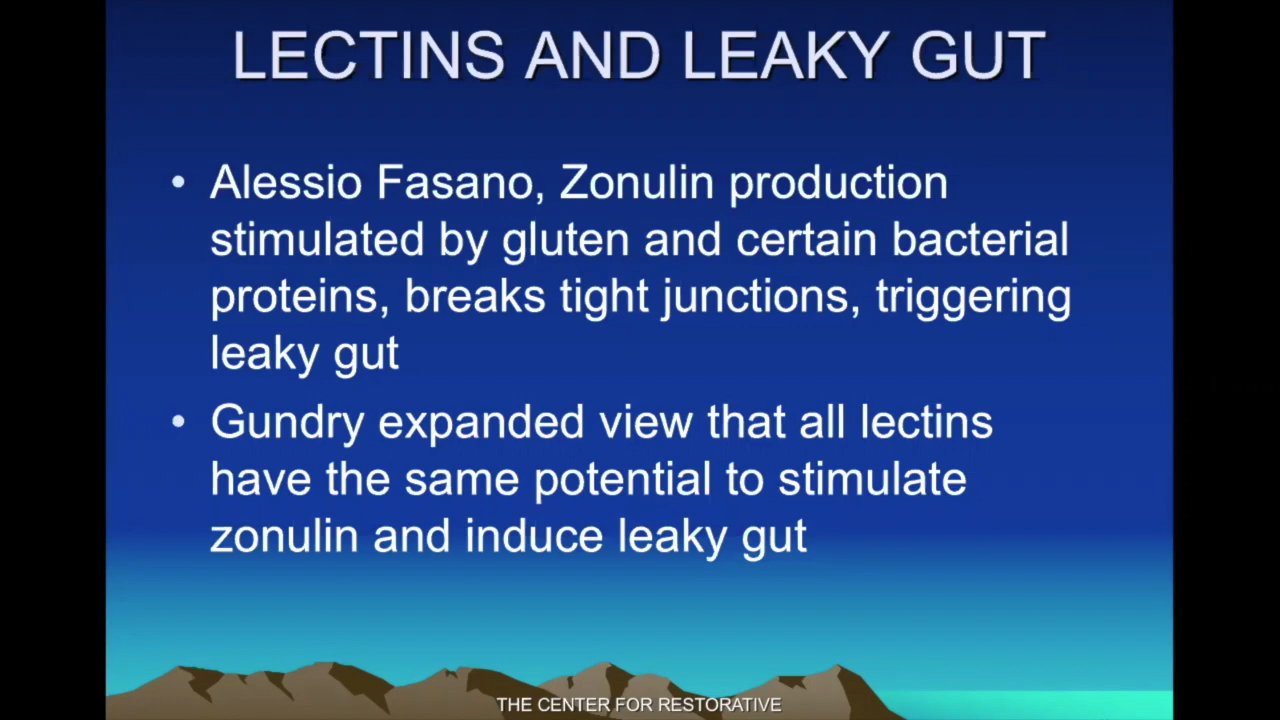 LECTINS AND LEAKY GUT
• Alessio Fasano, Zonulin production
stimulated by gluten and certain bacterial
proteins, breaks tight junctions, triggering
leaky gut
• Gundry expanded view that all lectins
have the same potential to stimulate
zonulin and induce leaky gut
THE CENTER FOR RESTORATIVE